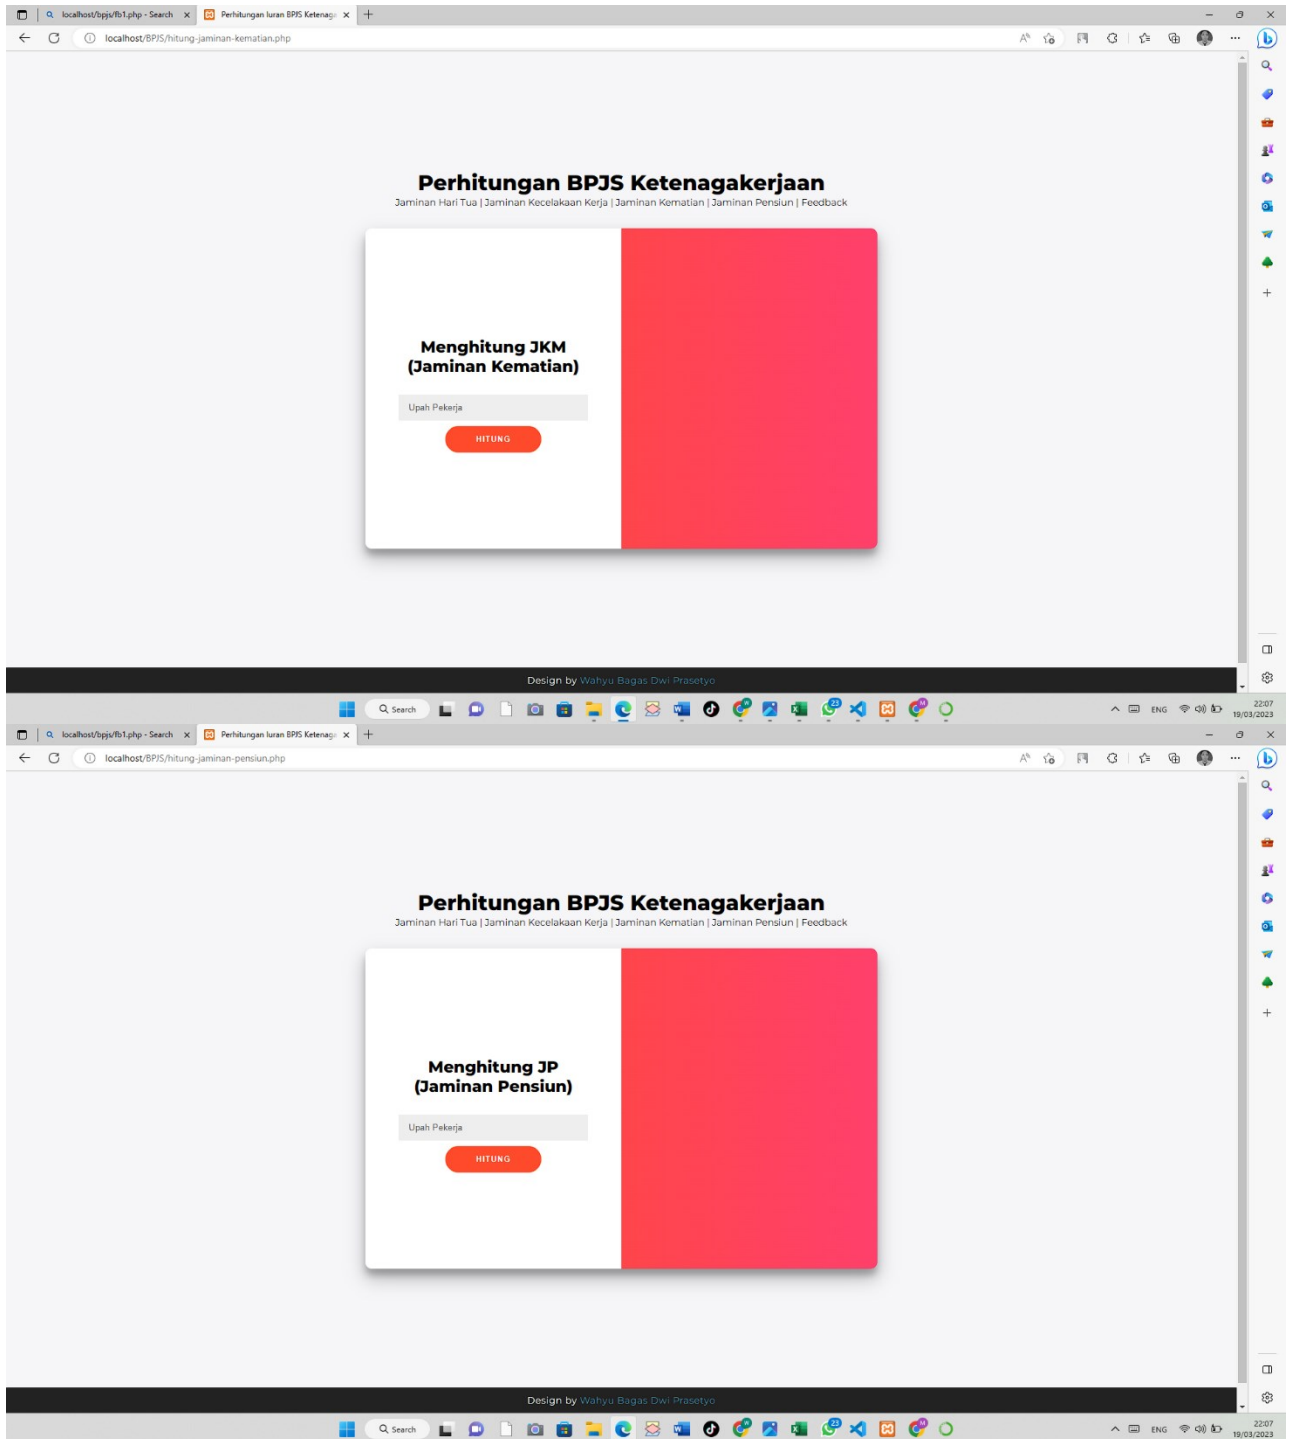 localhost/bpjs/fb1.php - Search
Perhitungan Iuran BPJS Ketenaga
localhost/BPJS/hitung-jaminan-kematian.php
Perhitungan BPJS Ketenagakerjaan
Jaminan Hari Tua | Jaminan Kecelakaan Kerja | Jaminan Kematian | Jaminan Pensiun | Feedback
Menghitung JKM
(Jaminan Kematian)
Upah Pekerja
HITUNG
Design by Wahyu Bagas Dwi Prasetyo
Search
23
ENG
22:07
19/03/2023
localhost/bpjs/fb1.php - Search
Perhitungan Iuran BPJS Ketenaga
localhost/BPJS/hitung-jaminan-pensiun.php
Perhitungan BPJS Ketenagakerjaan
Jaminan Hari Tua | Jaminan Kecelakaan Kerja | Jaminan Kematian | Jaminan Pensiun | Feedback
Menghitung JP
(Jaminan Pensiun)
Upah Pekerja
HITUNG
Design by Wahyu Bagas Dwi Prasetyo
Search
23
ENG
22:07
19/03/2023